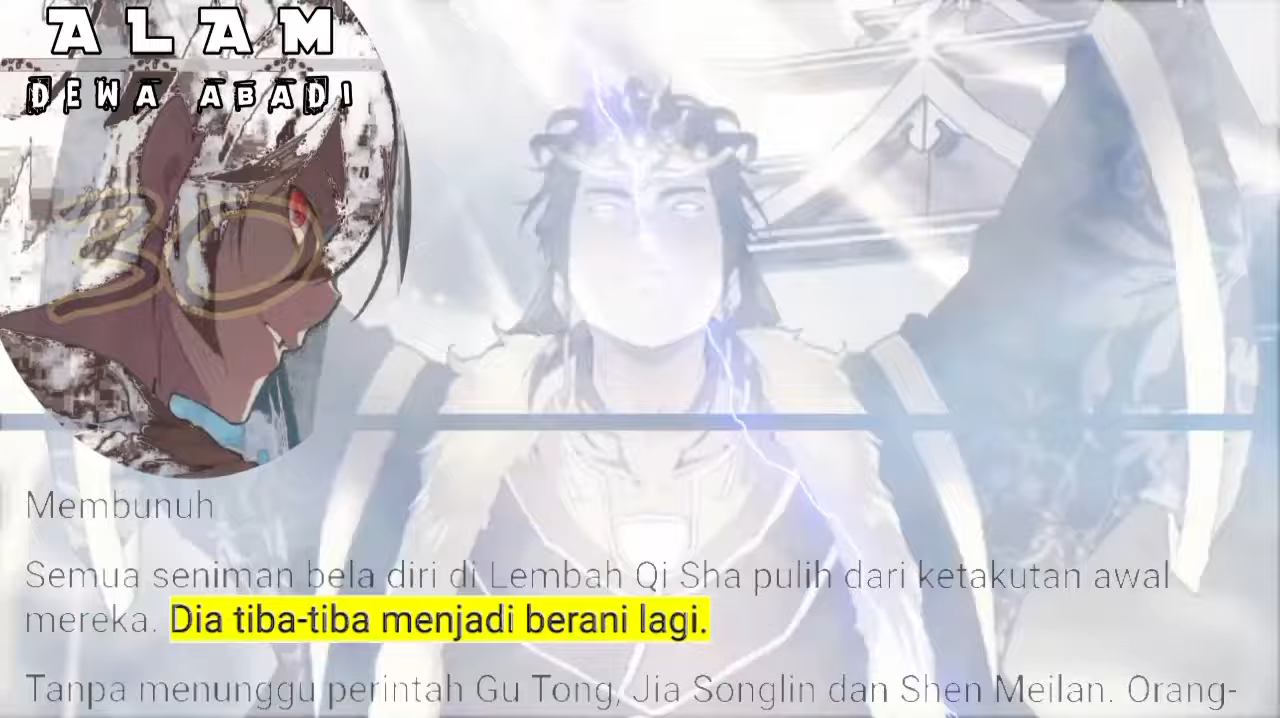 ALAM
DEWA ABADI
3D
Membunuh
Semua seniman bela diri di Lembah Qi Sha pulih dari ketakutan awal
mereka. Dia tiba-tiba menjadi berani lagi.
Tanpa menunggu perintah Gu Tong, Jia Songlin dan Shen Meilan. Orang-